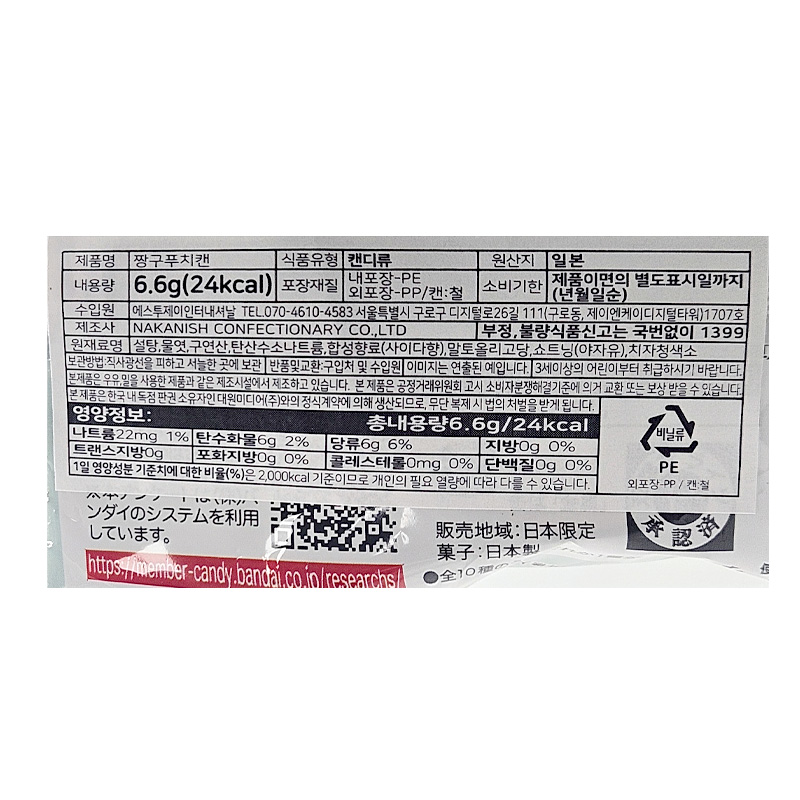 제품명 짱구푸치캔 식품유형 캔디류 원산지 일본
내용량 6.6g(24kcal) 포장재질 내포장-PE 외포장-PP/캔:철 소비기한 제품이면의 별도표시일까지 (년월일순)
수입원 에스투제이인터내셔날 TEL.070-4610-4583 서울특별시 구로구 디지털로26길 111(구로동, 제이엔케이디지털타워)1707호
제조사 NAKANISH CONFECTIONARY CO.,LTD 부정,불량식품신고는 국번없이 1399
원재료명 설탕,물엿,구연산,탄산수소나트륨,합성향료(사이다향),말토올리고당,쇼트닝(야자유),치자청색소
보관방법:직사광선을 피하고 서늘한 곳에 보관 반품및교환:구입처 및 수입원 이미지는 연출된 예입니다. 3세이상의 어린이부터 취급하시기 바랍니다.
본제품은 우유,밀을 사용한 제품과 같은 제조시설에서 제조하고 있습니다. 본 제품은 공정거래위원회 고시 소비자분쟁해결기준에 의거 교환 또는 보상 받을 수 있습니다.
본제품은 한국 내 독점 판권 소유자인 대원미디어(주)와의 정식계약에 의해 생산되므로, 무단 복제 시 법의 처벌을 받게 됩니다.
영양정보: 총내용량6.6g/24kcal
나트륨22mg 1% 탄수화물6g 2% 당류6g 6% 지방0g 0%
트랜스지방0g 포화지방0g 0% 콜레스테롤0mg 0% 단백질0g 0%
1일 영양성분 기준치에 대한 비율(%)은 2,000kcal 기준이므로 개인의 필요 열량에 따라 다를 수 있습니다.
비닐류
PE
외포장-PP / 캔:철
ンダイのシステムを利用
しています。
https://member-candy.bandai.co.jp/researchs/
販売地域:日本限定
菓子:日本製
●全10種の
承認済